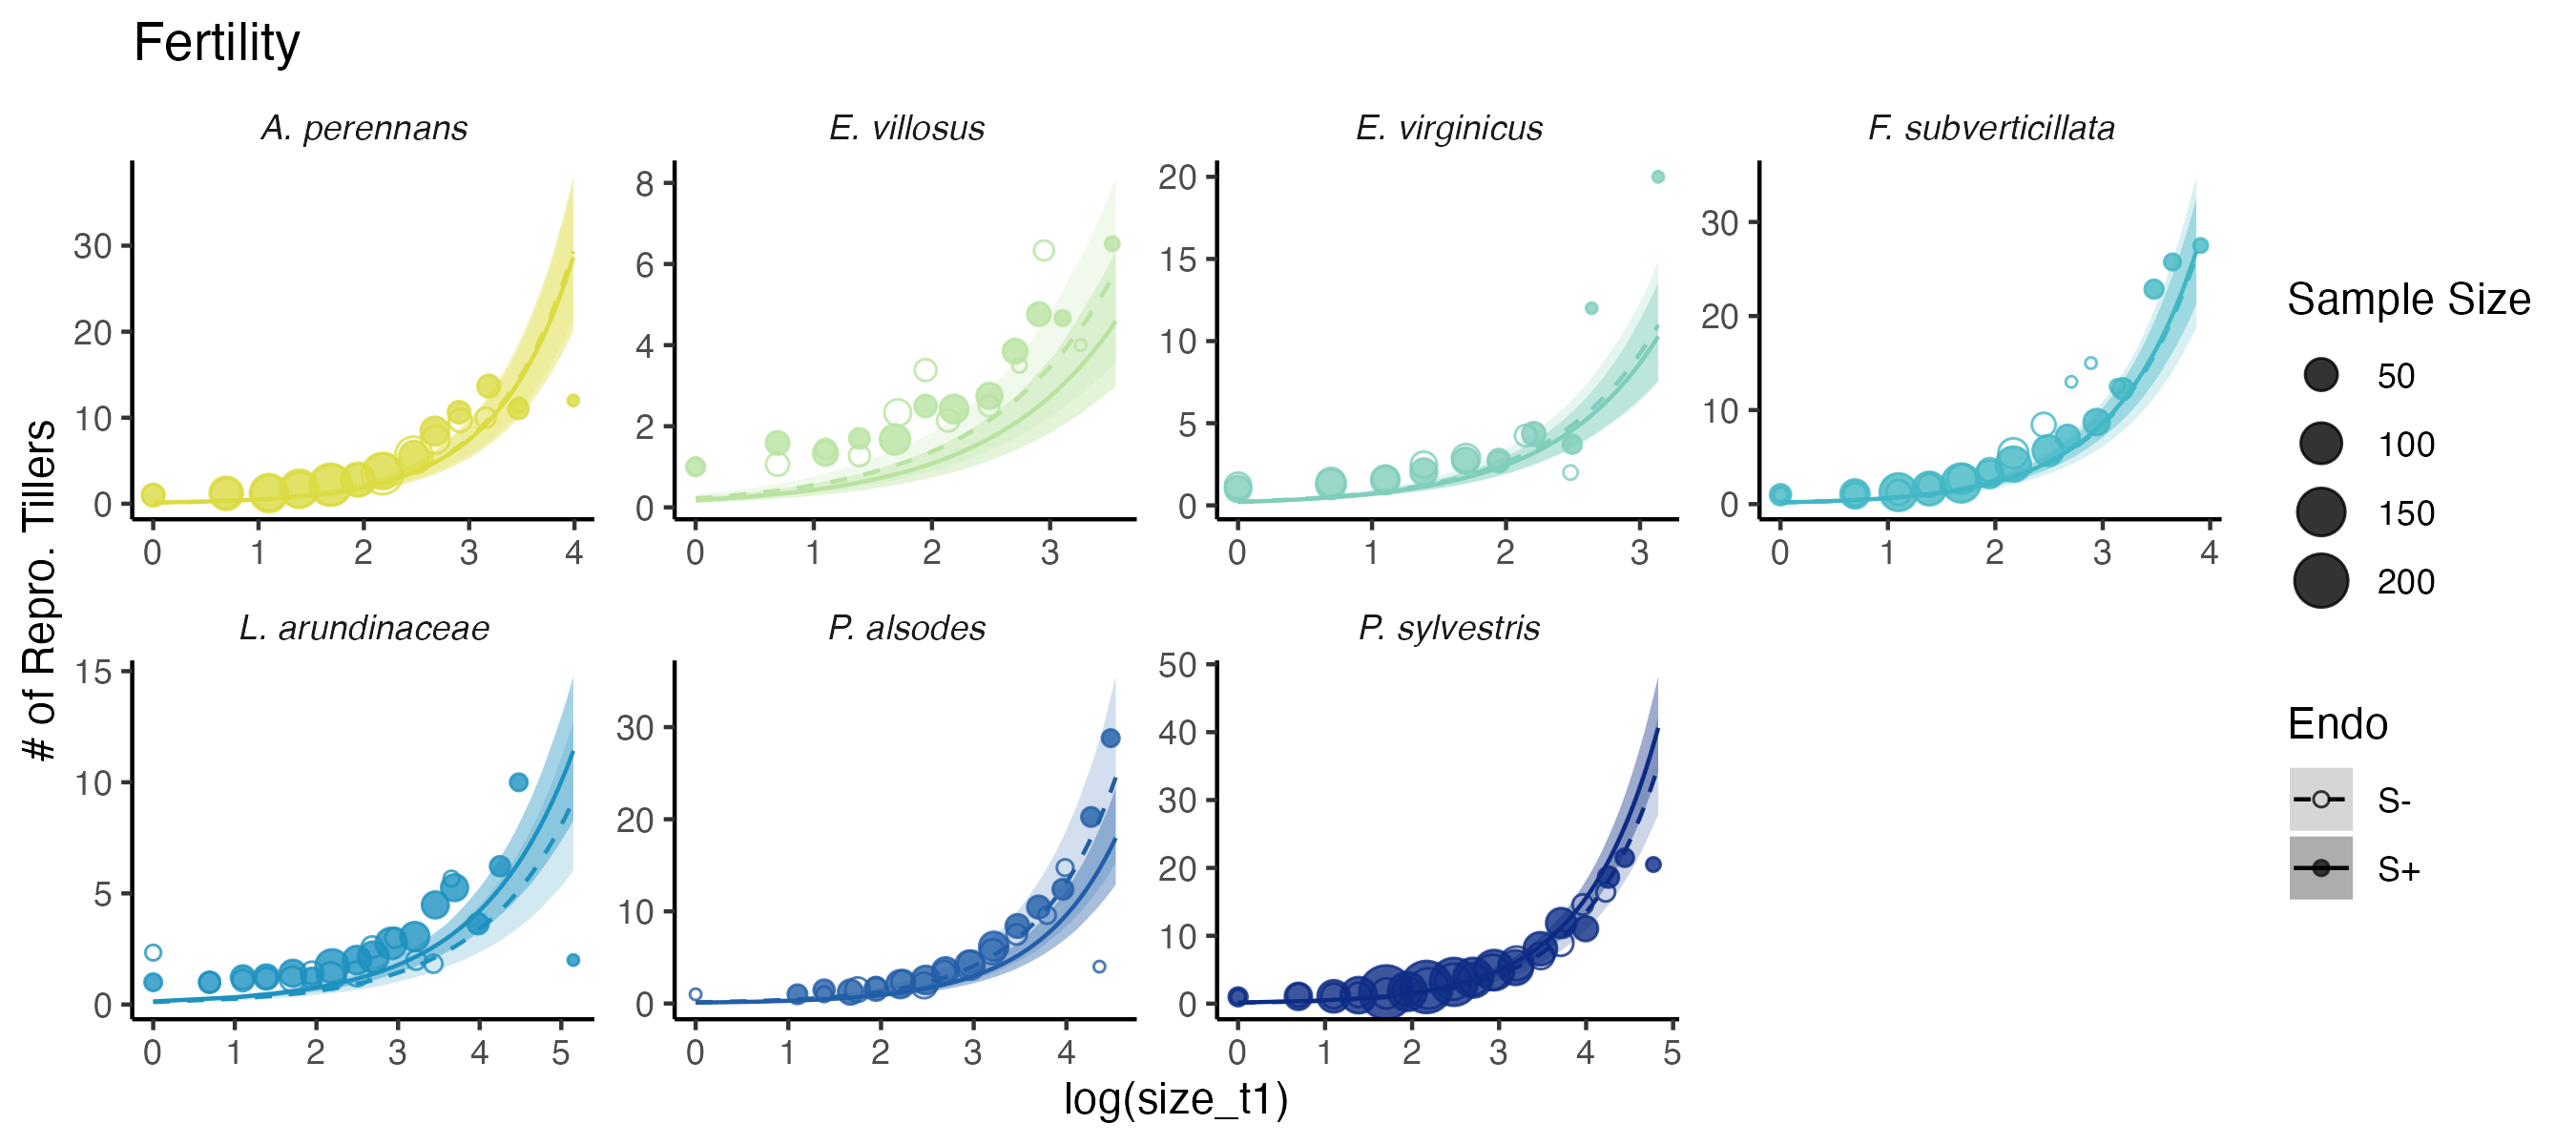 Fertility
A. perennans
E. villosus
E. virginicus
F. subverticillata
30
20
10
0
0 1 2 3 4
8
6
4
2
0
0 1 2 3
20
15
10
5
0
0 1 2 3
30
20
10
0
0 1 2 3 4
# of Repro. Tillers
L. arundinaceae
P. alsodes
P. sylvestris
15
10
5
0
0 1 2 3 4 5
30
20
10
0
0 1 2 3 4
50
40
30
20
10
0
0 1 2 3 4 5
log(size_t1)
Sample Size
50
100
150
200
Endo
S-
S+